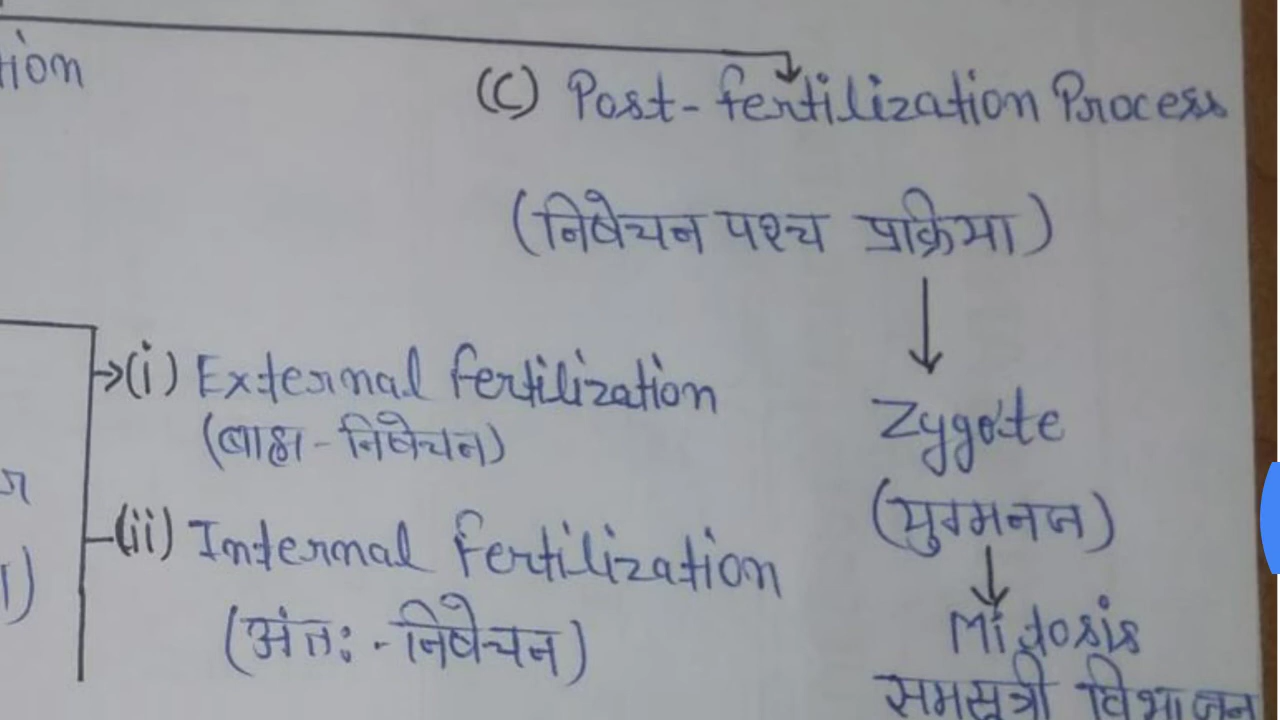 tion
(C) Post-fertilization Process
(निषेचन पश्च प्रक्रिया)
→(i) External fertilization
(बाह्य-निषेचन)
(ii) Internal fertilization
(अंतः-निषेचन)
Zygote
(युग्मनज)
Mitosis
समसूत्री विभाजन